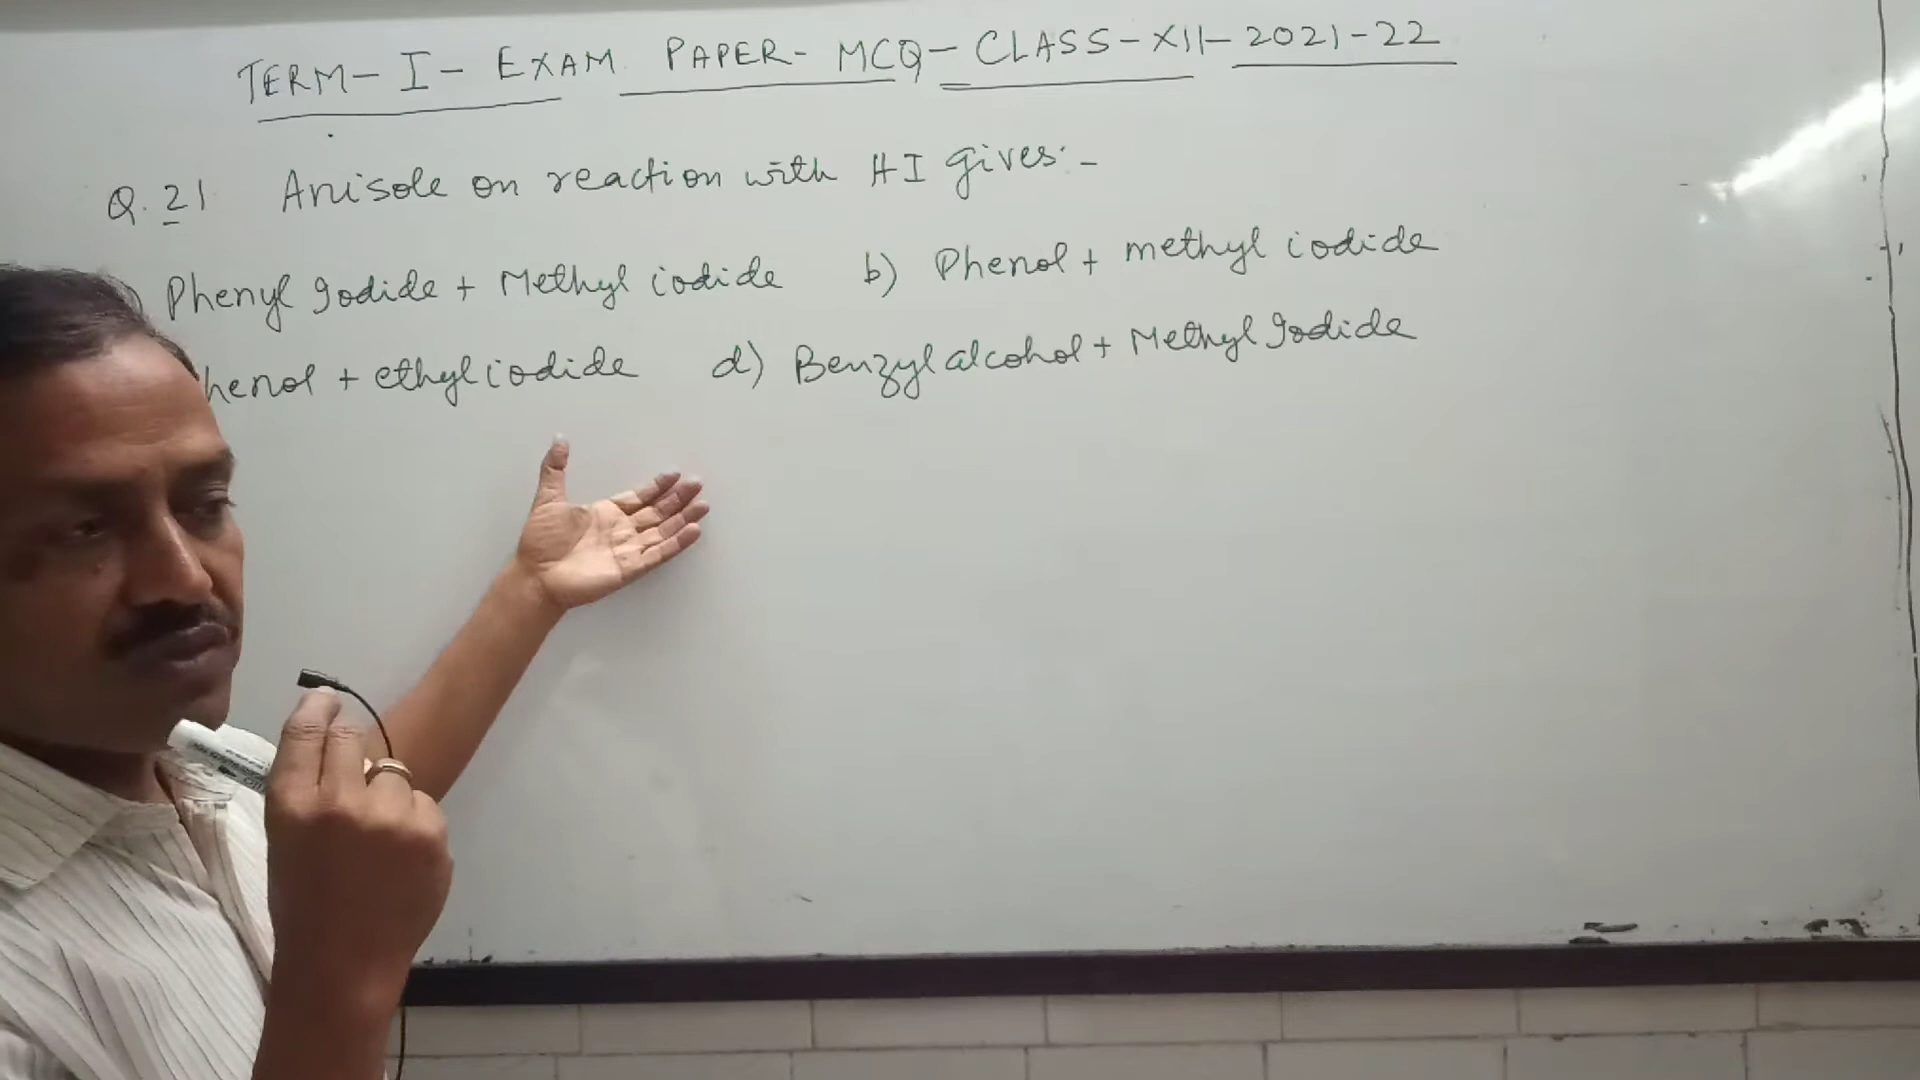 TERM-I-EXAM PAPER-MCQ-CLASS-XII-2021-22
Q.21 Anisole on reaction with HI gives:-
) Phenyl Iodide + Methyl iodide b) Phenol + methyl iodide
henol + ethyl iodide d) Benzyl alcohol + Methyl Iodide